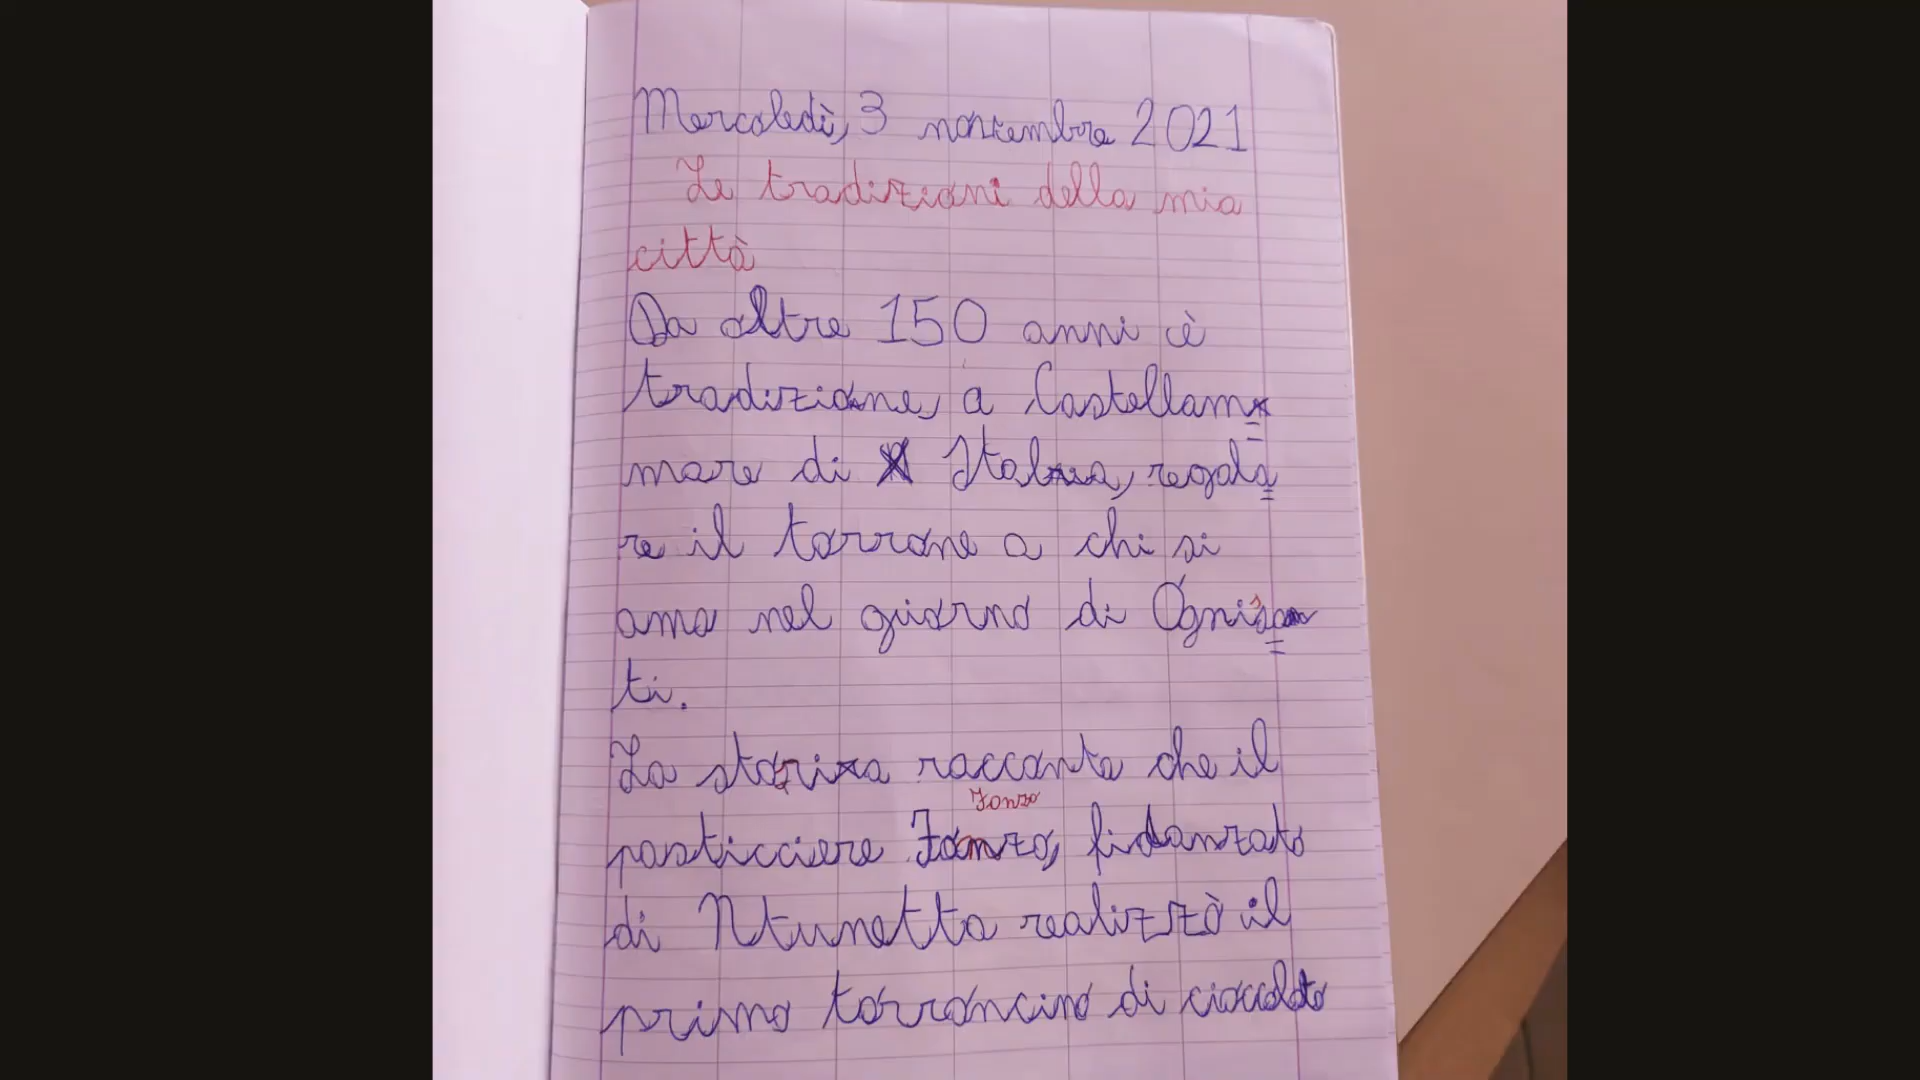 Mercoledì, 3 novembre 2021
Le tradizioni della mia
città
Da oltre 150 anni è
tradizione, a Castellam=
mare di Stabia, regala=
re il torrone a chi si
ama nel giorno di Ognisan=
ti.
La storia racconta che il
Fonzo
pasticciere Fonzo, fidanzato
di Ntunetta realizzò il
primo torroncino di cioccolato